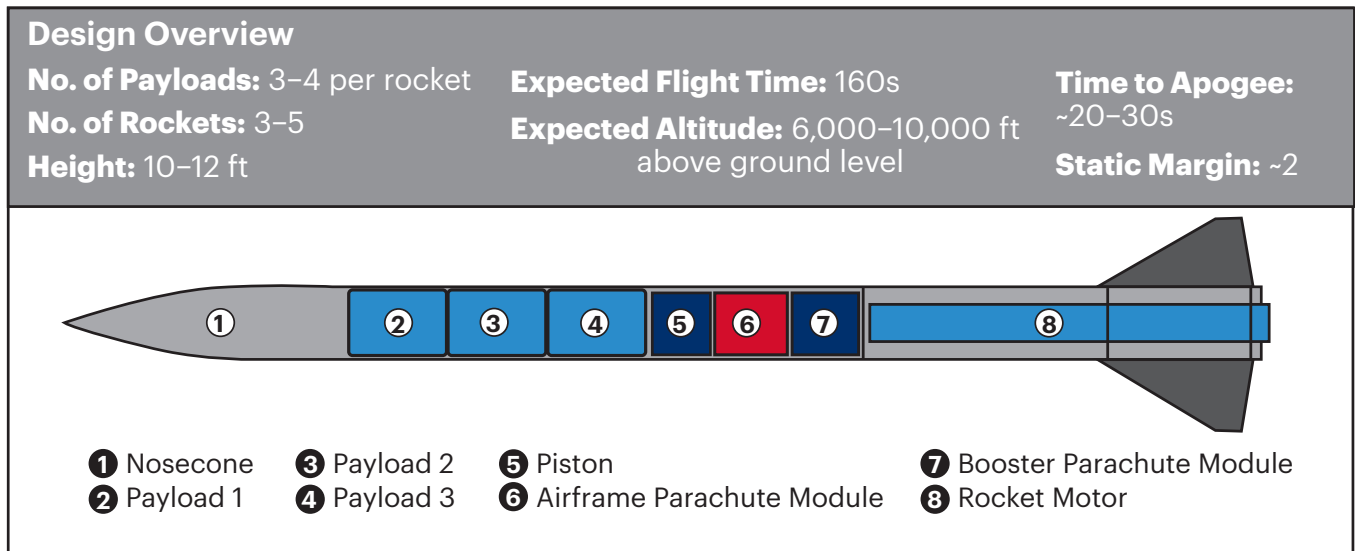 Design Overview
No. of Payloads: 3–4 per rocket
No. of Rockets: 3–5
Height: 10–12 ft
Expected Flight Time: 160s
Expected Altitude: 6,000–10,000 ft
above ground level
Time to Apogee:
~20–30s
Static Margin: ~2
1 2 3 4 5 6 7 8
1 Nosecone
2 Payload 1
3 Payload 2
4 Payload 3
5 Piston
6 Airframe Parachute Module
7 Booster Parachute Module
8 Rocket Motor